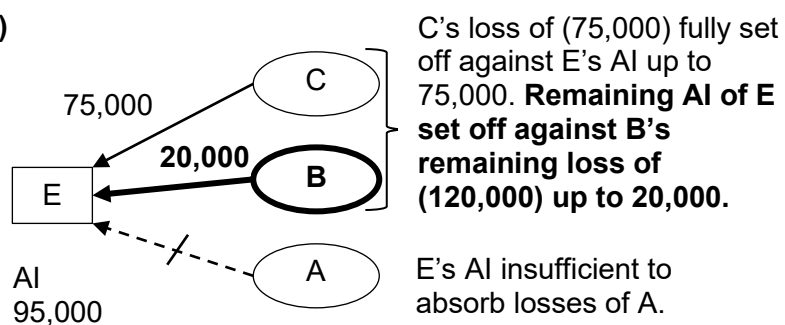 )
C’s loss of (75,000) fully set
off against E’s AI up to
75,000. Remaining AI of E
set off against B’s
remaining loss of
(120,000) up to 20,000.
C
75,000
20,000
B
E
A
AI
95,000
E’s AI insufficient to
absorb losses of A.